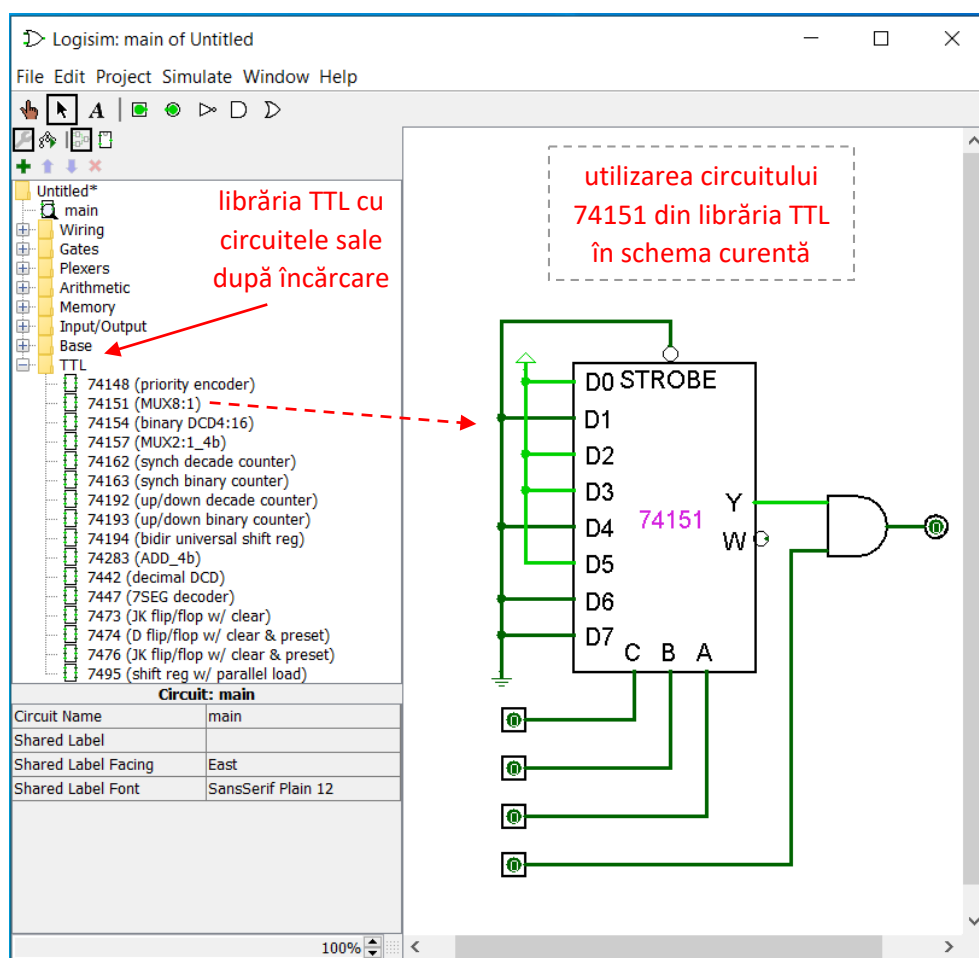 Logisim: main of Untitled
File Edit Project Simulate Window Help
A
Untitled*
main
Wiring
Gates
Plexers
Arithmetic
Memory
Input/Output
Base
TTL
74148 (priority encoder)
74151 (MUX8:1)
74154 (binary DCD4:16)
74157 (MUX2:1_4b)
74162 (synch decade counter)
74163 (synch binary counter)
74192 (up/down decade counter)
74193 (up/down binary counter)
74194 (bidir universal shift reg)
74283 (ADD_4b)
7442 (decimal DCD)
7447 (7SEG decoder)
7473 (JK flip/flop w/ clear)
7474 (D flip/flop w/ clear & preset)
7476 (JK flip/flop w/ clear & preset)
7495 (shift reg w/ parallel load)
librăria TTL cu
circuitele sale
după încărcare
Circuit: main
Circuit Name main
Shared Label
Shared Label Facing East
Shared Label Font SansSerif Plain 12
100%
utilizarea circuitului
74151 din librăria TTL
în schema curentă
D0 STROBE
D1
D2
D3
D4
D5
D6
D7
74151
Y
W
C B A
0
0
0
0
0